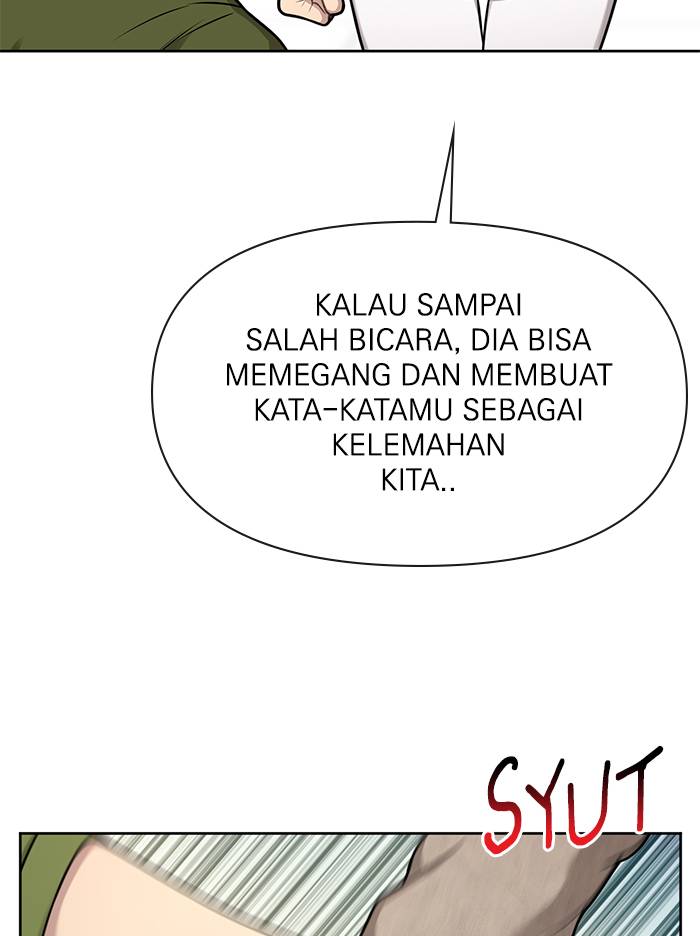 KALAU SAMPAI
SALAH BICARA, DIA BISA
MEMEGANG DAN MEMBUAT
KATA-KATAMU SEBAGAI
KELEMAHAN
KITA..
SYUT